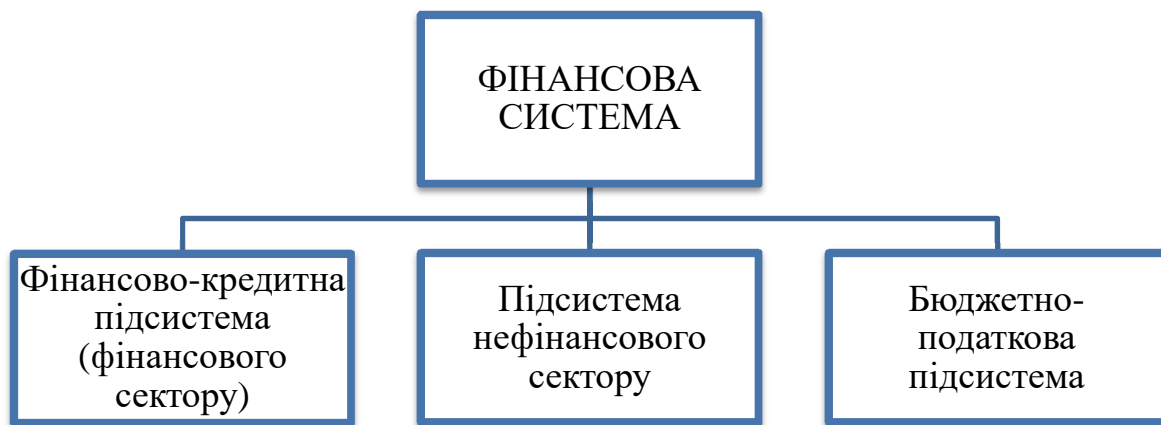 ФІНАНСОВА
СИСТЕМА
Фінансово-кредитна
підсистема
(фінансового
сектору)
Підсистема
нефінансового
сектору
Бюджетно-
податкова
підсистема